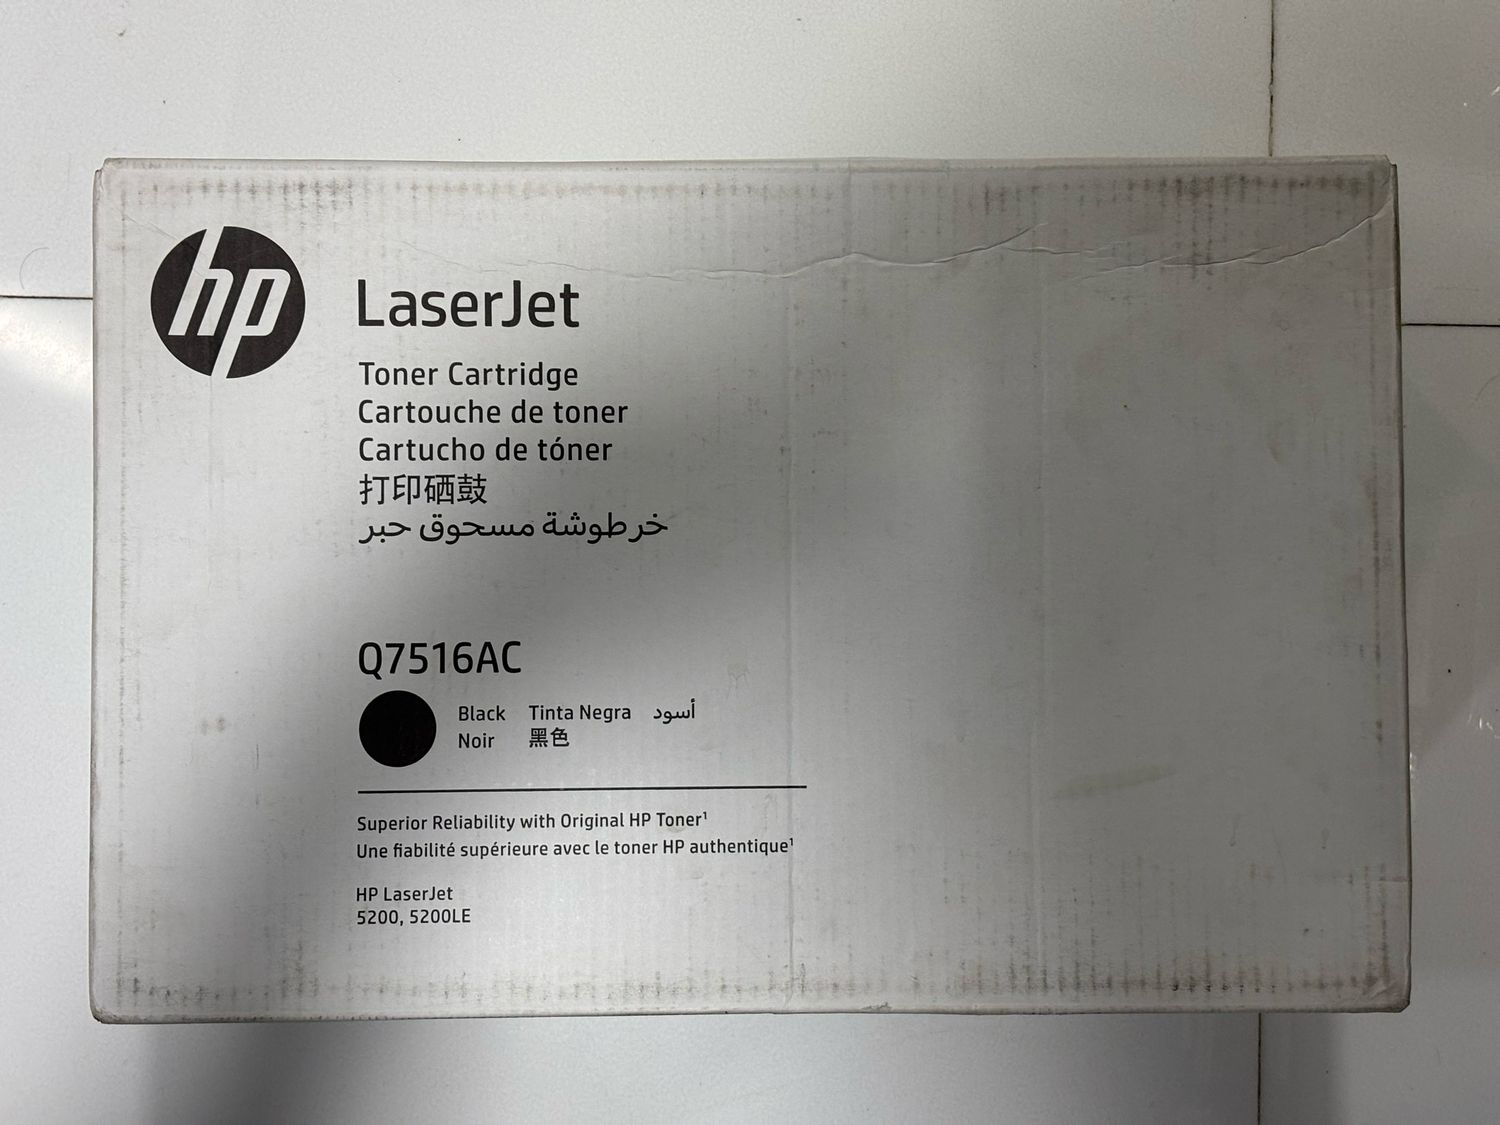 hp
LaserJet
Toner Cartridge
Cartouche de toner
Cartucho de tóner
打印硒鼓
خرطوشة مسحوق حبر
Q7516AC
Black Tinta Negra أسود
Noir 黑色
Superior Reliability with Original HP Toner¹
Une fiabilité supérieure avec le toner HP authentique¹
HP LaserJet
5200, 5200LE